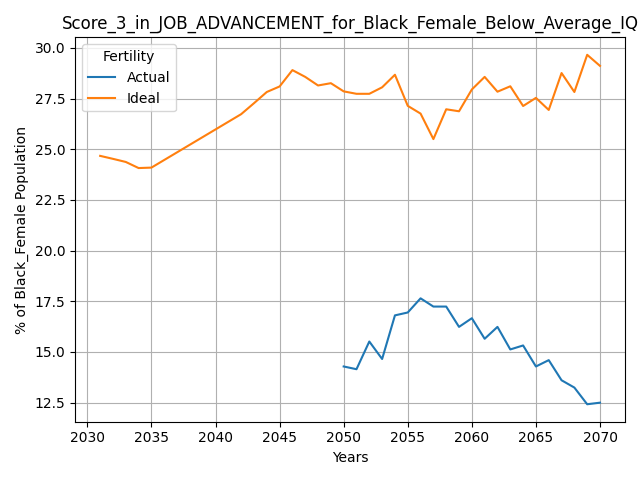 Score_3_in_JOB_ADVANCEMENT_for_Black_Female_Below_Average_IQ
Fertility
Actual
Ideal
% of Black_Female Population
30.0
27.5
25.0
22.5
20.0
17.5
15.0
12.5
2030 2035 2040 2045 2050 2055 2060 2065 2070
Years